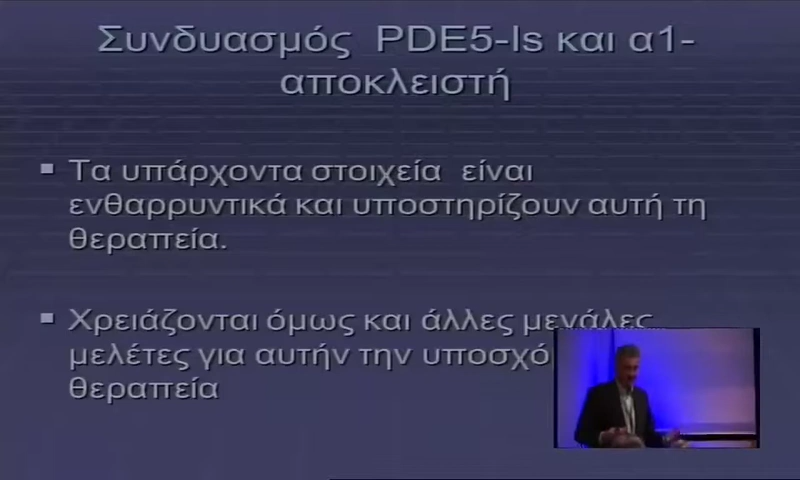 Συνδυασμός PDE5-Is και α1-
αποκλειστή
Τα υπάρχοντα στοιχεία είναι
ενθαρρυντικά και υποστηρίζουν αυτή τη
θεραπεία.
Χρειάζονται όμως και άλλες μεγάλες
μελέτες για αυτήν την
θεραπεία